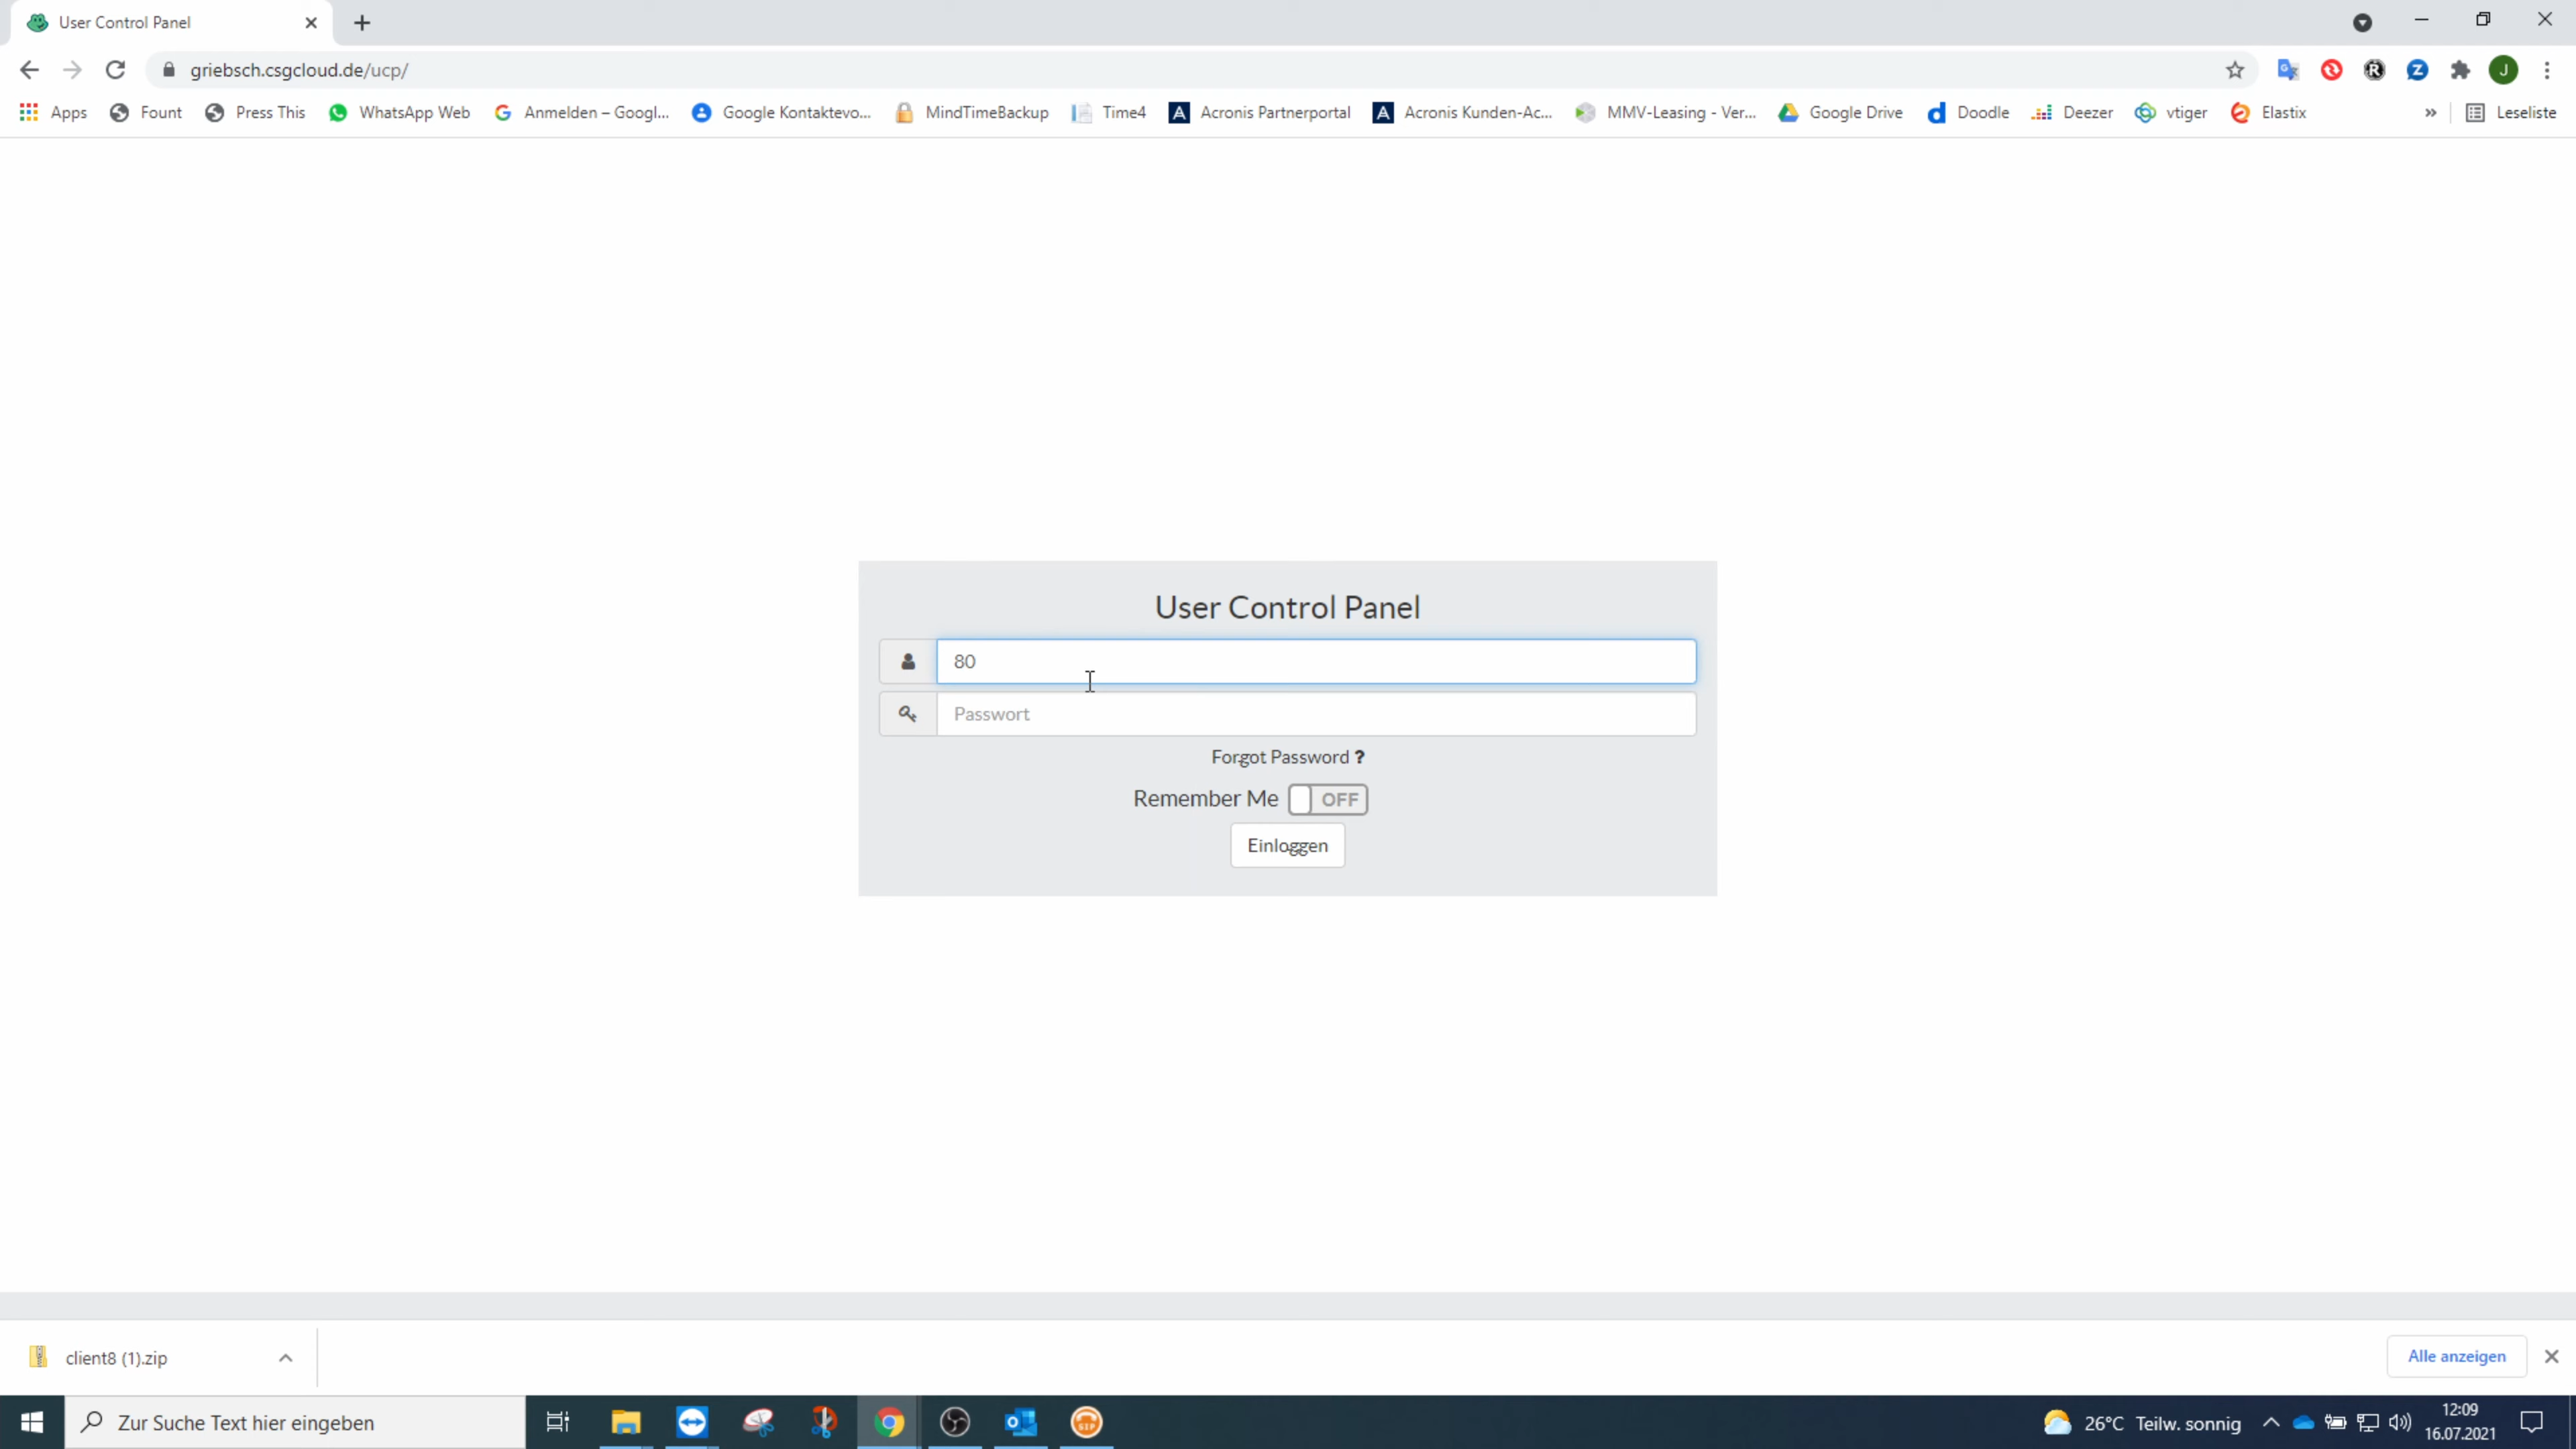 User Control Panel
griebsch.csgcloud.de/ucp/
Apps Fount Press This WhatsApp Web Anmelden – Googl... Google Kontaktevo... MindTimeBackup Time4 Acronis Partnerportal Acronis Kunden-Ac... MMV-Leasing - Ver... Google Drive Doodle Deezer vtiger Elastix » Leseliste
User Control Panel
80
Passwort
Forgot Password ?
Remember Me OFF
Einloggen
client8 (1).zip
Alle anzeigen
Zur Suche Text hier eingeben
26°C Teilw. sonnig
12:09
16.07.2021